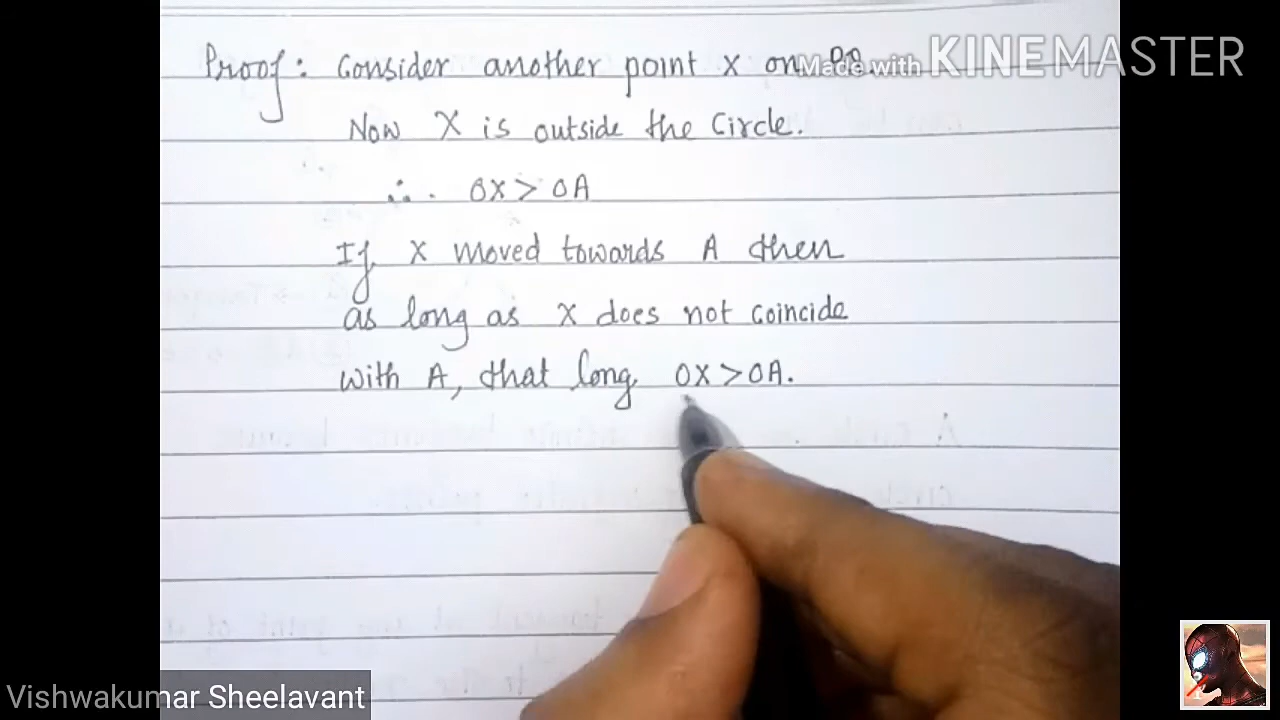 Proof: Consider another point X on
Made with KINEMASTER
Now X is outside the Circle.
∴ OX > OA
If X moved towards A then
as long as X does not coincide
with A, that long OX > OA.
Vishwakumar Sheelavant